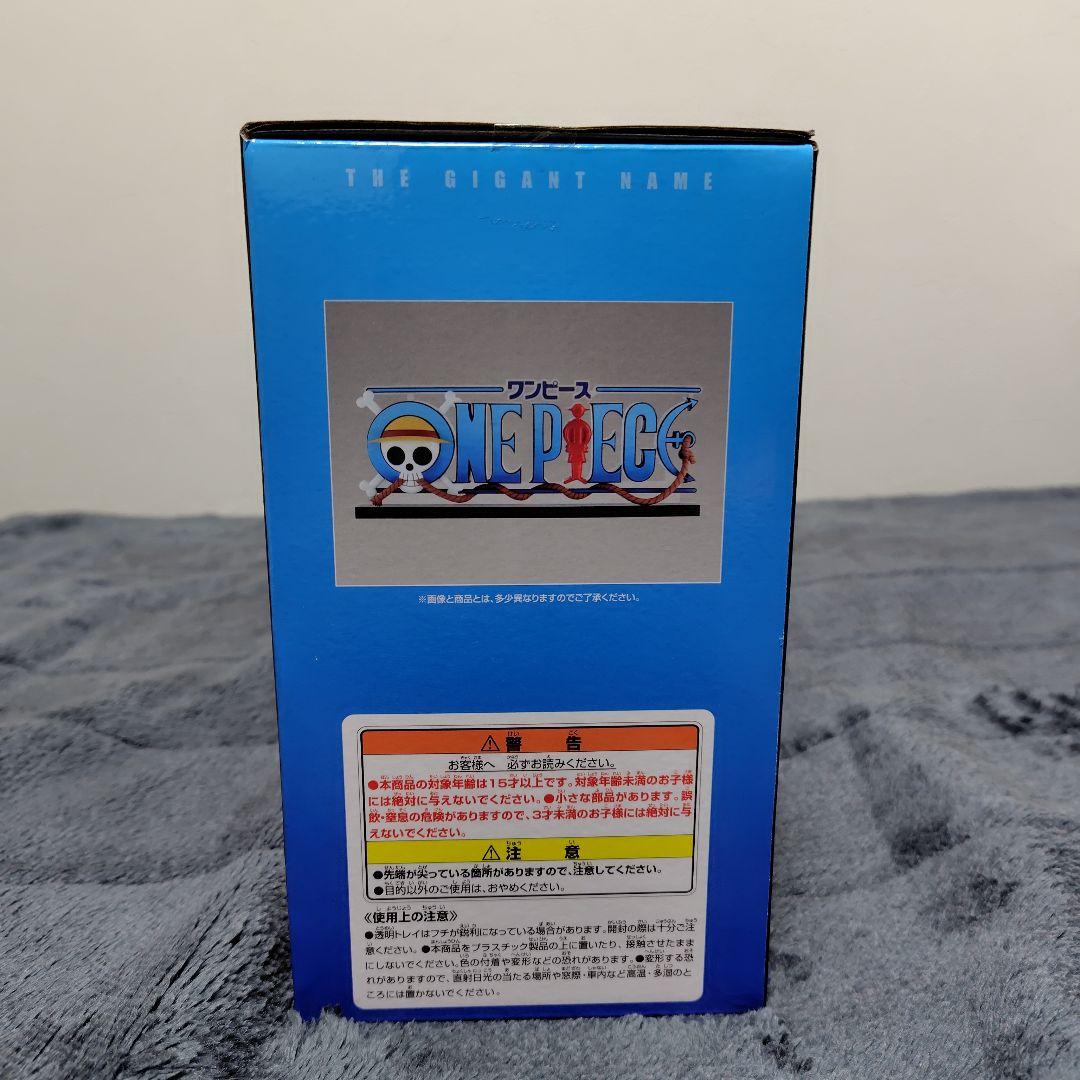 THE GIGANT NAME
ワンピース
ONE PIECE
※画像と商品とは、多少異なりますのでご了承ください。
⚠警告
お客様へ 必ずお読みください。
●本商品の対象年齢は15才以上です。対象年齢未満のお子様
には絶対に与えないでください。●小さな部品があります。誤
飲・窒息の危険がありますので、3才未満のお子様には絶対に与
えないでください。
⚠注意
●先端が尖っている箇所がありますので、注意してください。
●目的以外のご使用は、おやめください。
《使用上の注意》
●透明トレイはフチが鋭利になっている場合があります。開封の際は十分ご注
意ください。●本商品をプラスチック製品の上に置いたり、接触させたまま
にしないでください。色の付着や変形などの恐れがあります。●変形する恐
れがありますので、直射日光の当たる場所や窓際・車内など高温・多湿のと
ころには置かないでください。